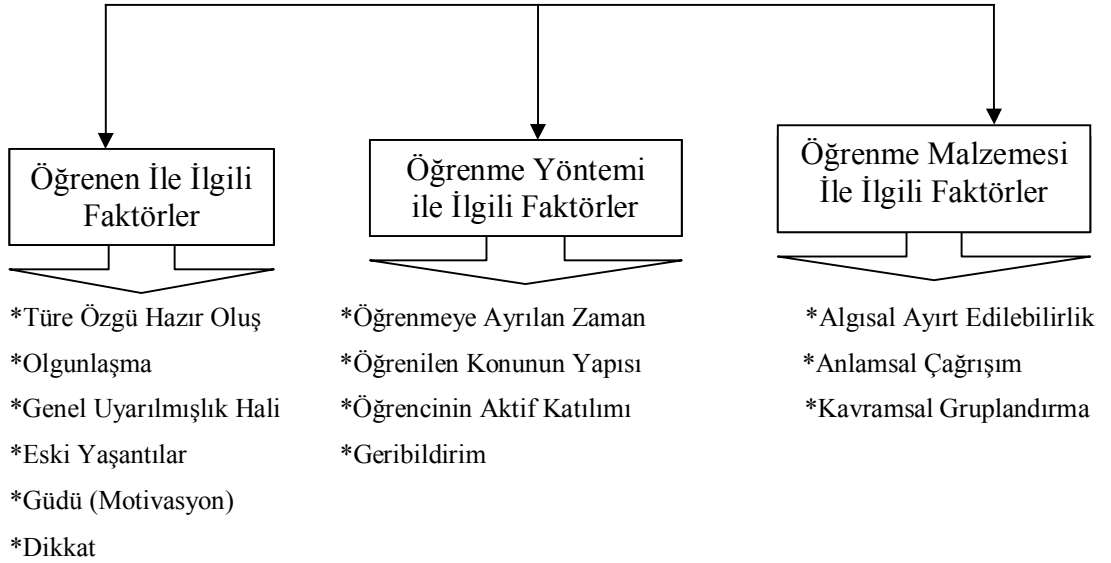 Öğrenen İle İlgili
Faktörler
*Türe Özgü Hazır Oluş
*Olgunlaşma
*Genel Uyarılmışlık Hali
*Eski Yaşantılar
*Güdü (Motivasyon)
*Dikkat
Öğrenme Yöntemi
ile İlgili Faktörler
*Öğrenmeye Ayrılan Zaman
*Öğrenilen Konunun Yapısı
*Öğrencinin Aktif Katılımı
*Geribildirim
Öğrenme Malzemesi
İle İlgili Faktörler
*Algısal Ayırt Edilebilirlik
*Anlamsal Çağrışım
*Kavramsal Gruplandırma